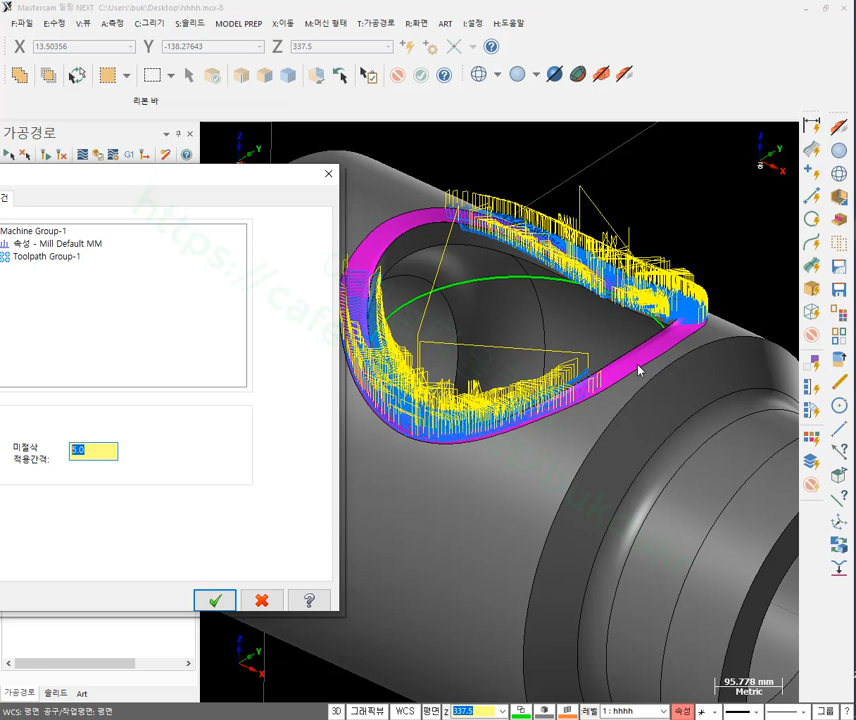 Mastercam 밀링 NEXT C:\Users\buk\Desktop\hhhh.mcx-8
F:파일 E:수정 V:뷰 A:측정 C:그리기 S:솔리드 MODEL PREP X:이동 M:머신 형태 T:가공경로 R:화면 ART I:설정 H:도움말
X 13.50356 Y -138.27643 Z 337.5
리본 바
가공경로
G1
건
Machine Group-1
속성 - Mill Default MM
Toolpath Group-1
미절삭
적용간격:
5.0
Z
Y
X
Z
X
95.778 mm
Metric
가공경로 솔리드 Art
WCS: 평면 공구/작업평면: 평면
3D 그래픽뷰 WCS 평면 Z 337.5 레벨 1 : hhhh 속성 그룹 ?